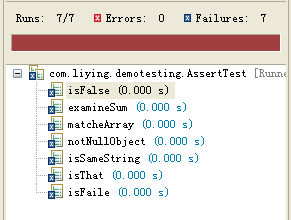 Runs: 7/7 Errors: 0 Failures: 7
com.liying.demotesting.AssertTest [Runne
isFalse (0.000 s)
examineSum (0.000 s)
matcheArray (0.000 s)
notNullObject (0.000 s)
isSameString (0.000 s)
isThat (0.000 s)
isFaile (0.000 s)